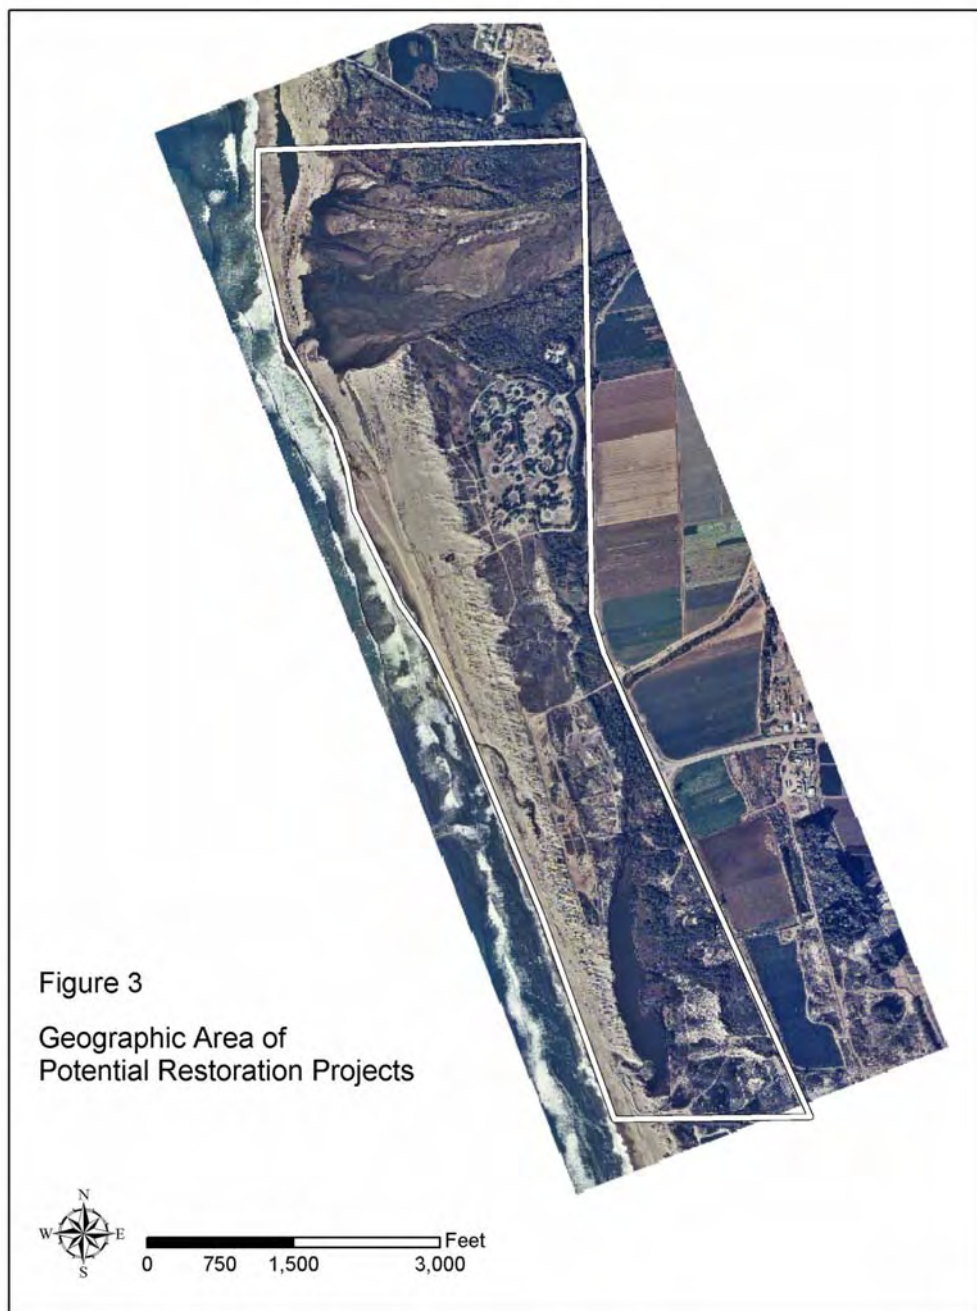 Figure 3
Geographic Area of
Potential Restoration Projects
N
W E
S
Feet
0 750 1,500 3,000